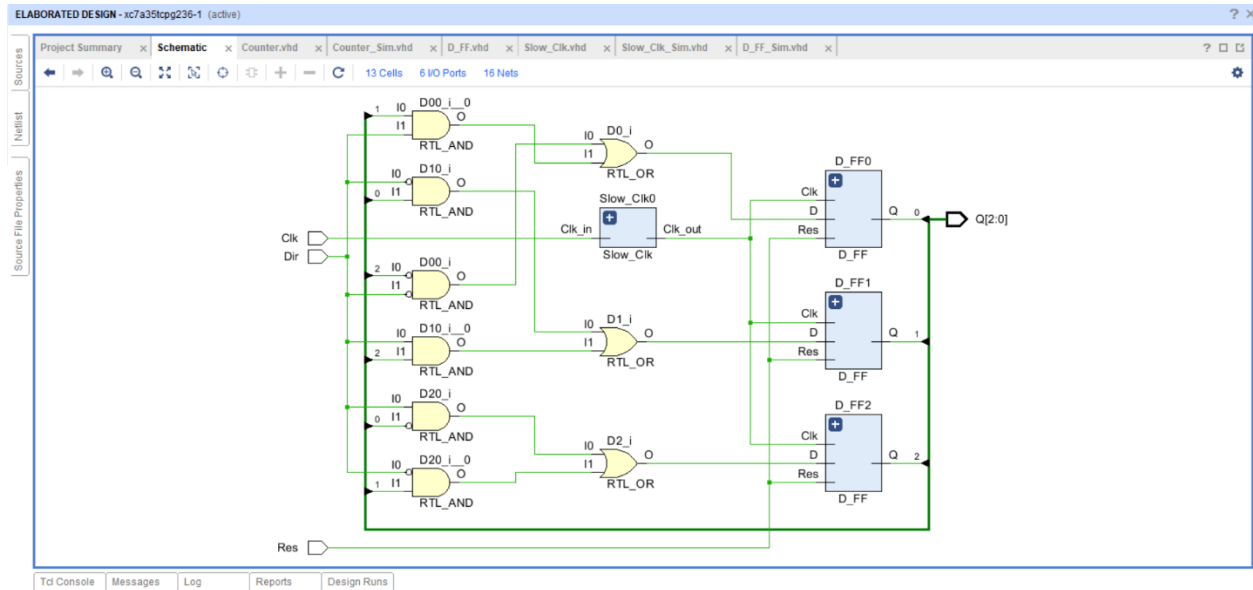 ELABORATED DESIGN - xc7a35tcpg236-1 (active)
?
Sources
Netlist
Source File Properties
Project Summary
Schematic
Counter.vhd
Counter_Sim.vhd
D_FF.vhd
Slow_Clk.vhd
Slow_Clk_Sim.vhd
D_FF_Sim.vhd
?
13 Cells
6 I/O Ports
16 Nets
D00_i__0
1
I0
I1
O
RTL_AND
D10_i
I0
0
I1
O
RTL_AND
Clk
Dir
D00_i
2
I0
I1
O
RTL_AND
D10_i__0
I0
2
I1
O
RTL_AND
D20_i
I0
0
I1
O
RTL_AND
D20_i__0
I0
1
I1
O
RTL_AND
Res
D0_i
I0
I1
O
RTL_OR
Slow_Clk0
Clk_in
Clk_out
Slow_Clk
D1_i
I0
I1
O
RTL_OR
D2_i
I0
I1
O
RTL_OR
D_FF0
Clk
D
Res
Q
0
D_FF
Q[2:0]
D_FF1
Clk
D
Res
Q
1
D_FF
D_FF2
Clk
D
Res
Q
2
D_FF
Tcl Console
Messages
Log
Reports
Design Runs